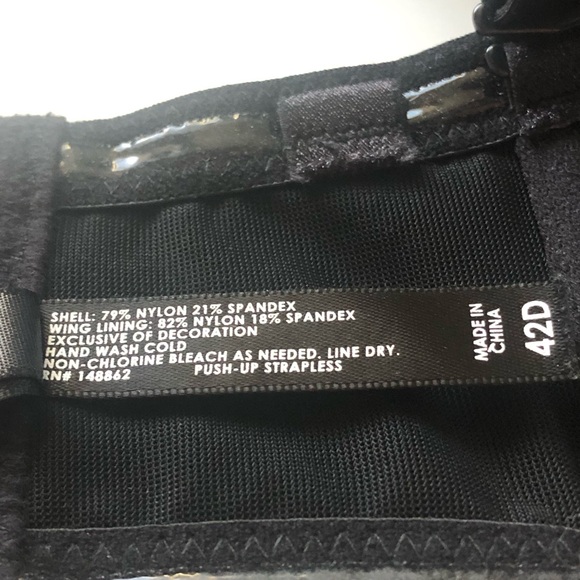 SHELL: 79% NYLON 21% SPANDEX
WING LINING: 82% NYLON 18% SPANDEX
EXCLUSIVE OF DECORATION
HAND WASH COLD
NON-CHLORINE BLEACH AS NEEDED. LINE DRY.
RN# 148862 PUSH-UP STRAPLESS
MADE IN
CHINA
42D